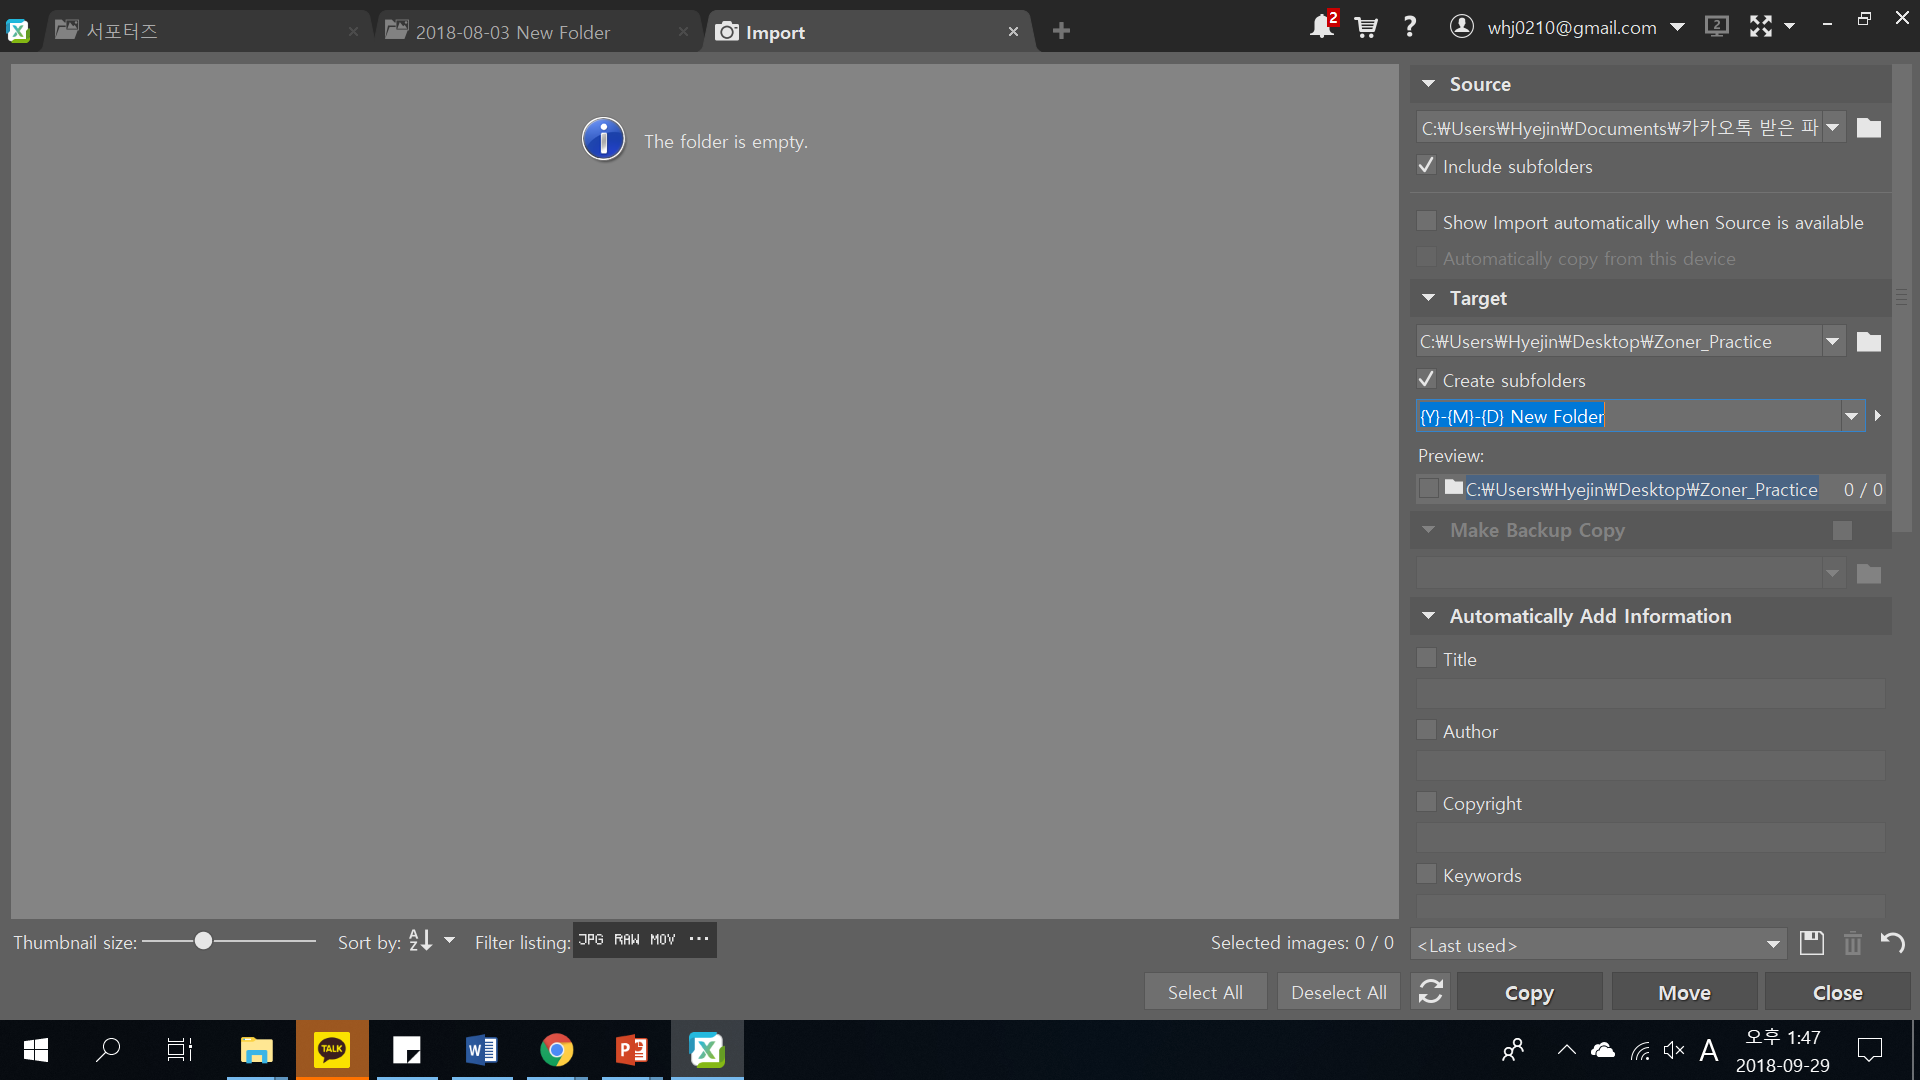 서포터즈
2018-08-03 New Folder
Import
2
whj0210@gmail.com
2
The folder is empty.
Source
C:₩Users₩Hyejin₩Documents₩카카오톡 받은 파
Include subfolders
Show Import automatically when Source is available
Automatically copy from this device
Target
C:₩Users₩Hyejin₩Desktop₩Zoner_Practice
Create subfolders
{Y}-{M}-{D} New Folder
Preview:
C:₩Users₩Hyejin₩Desktop₩Zoner_Practice 0 / 0
Make Backup Copy
Automatically Add Information
Title
Author
Copyright
Keywords
Thumbnail size:
Sort by:
A
Z
Filter listing:
JPG RAW MOV ···
Selected images: 0 / 0
<Last used>
Select All
Deselect All
Copy
Move
Close
TALK
A
오후 1:47
2018-09-29